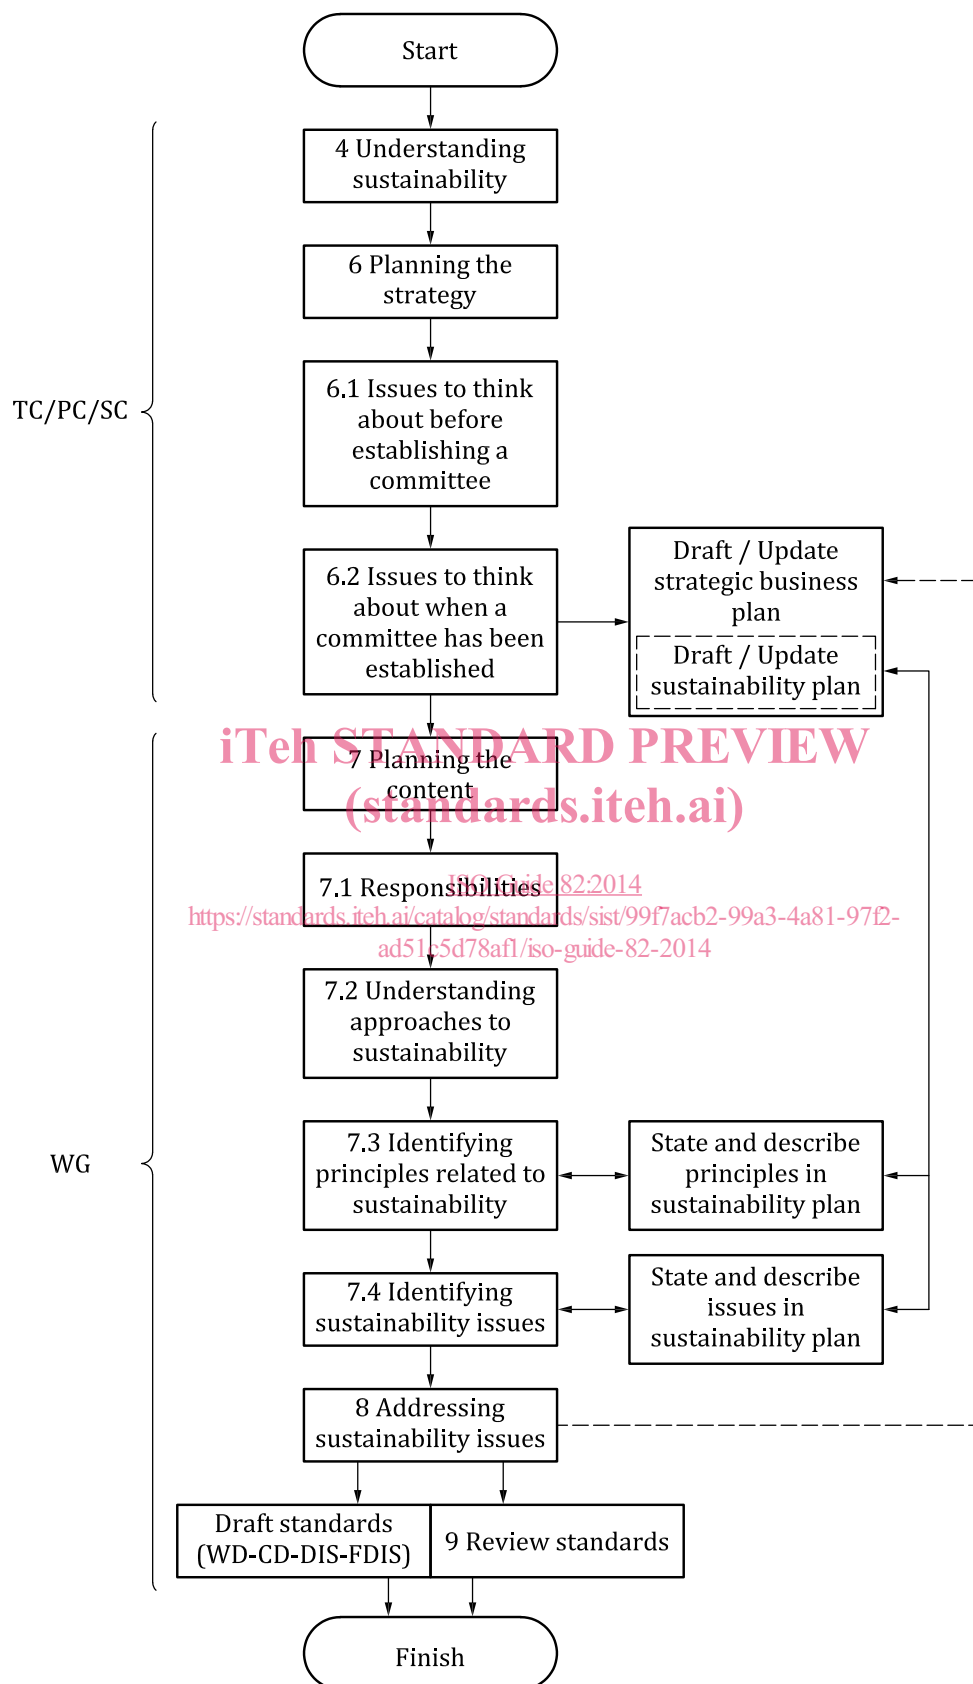 Start
4 Understanding
sustainability
6 Planning the
strategy
TC/PC/SC
6.1 Issues to think
about before
establishing a
committee
6.2 Issues to think
about when a
committee has been
established
Draft / Update
strategic business
plan
Draft / Update
sustainability plan
iTeh STANDARD PREVIEW
(standards.iteh.ai)
7 Planning the
content
7.1 Responsibilities
ISO Guide 82:2014
https://standards.iteh.ai/catalog/standards/sist/99f7acb2-99a3-4a81-97f2-
ad51c5d78af1/iso-guide-82-2014
7.2 Understanding
approaches to
sustainability
WG
7.3 Identifying
principles related to
sustainability
State and describe
principles in
sustainability plan
7.4 Identifying
sustainability issues
State and describe
issues in
sustainability plan
8 Addressing
sustainability issues
Draft standards
(WD-CD-DIS-FDIS)
9 Review standards
Finish